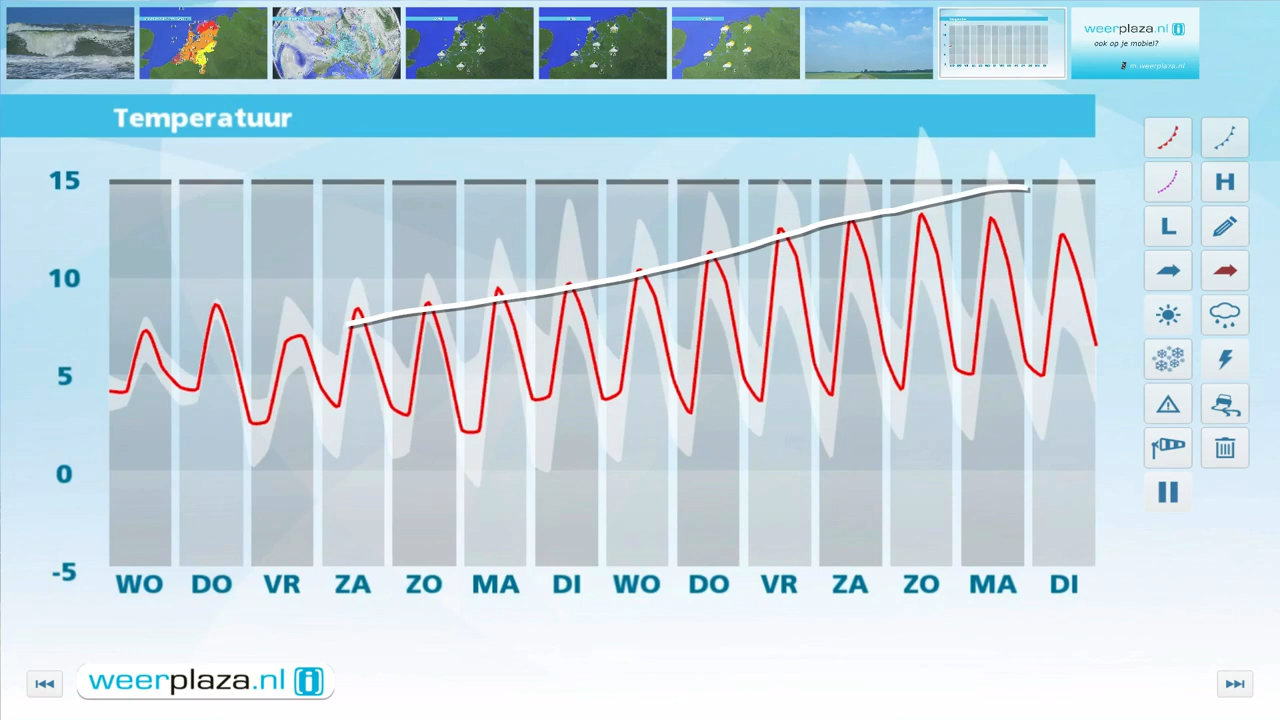 weerplaza.nl
ook op je mobiel?
m.weerplaza.nl
Temperatuur
15
10
5
0
-5
WO DO VR ZA ZO MA DI WO DO VR ZA ZO MA DI
H
L
weerplaza.nl